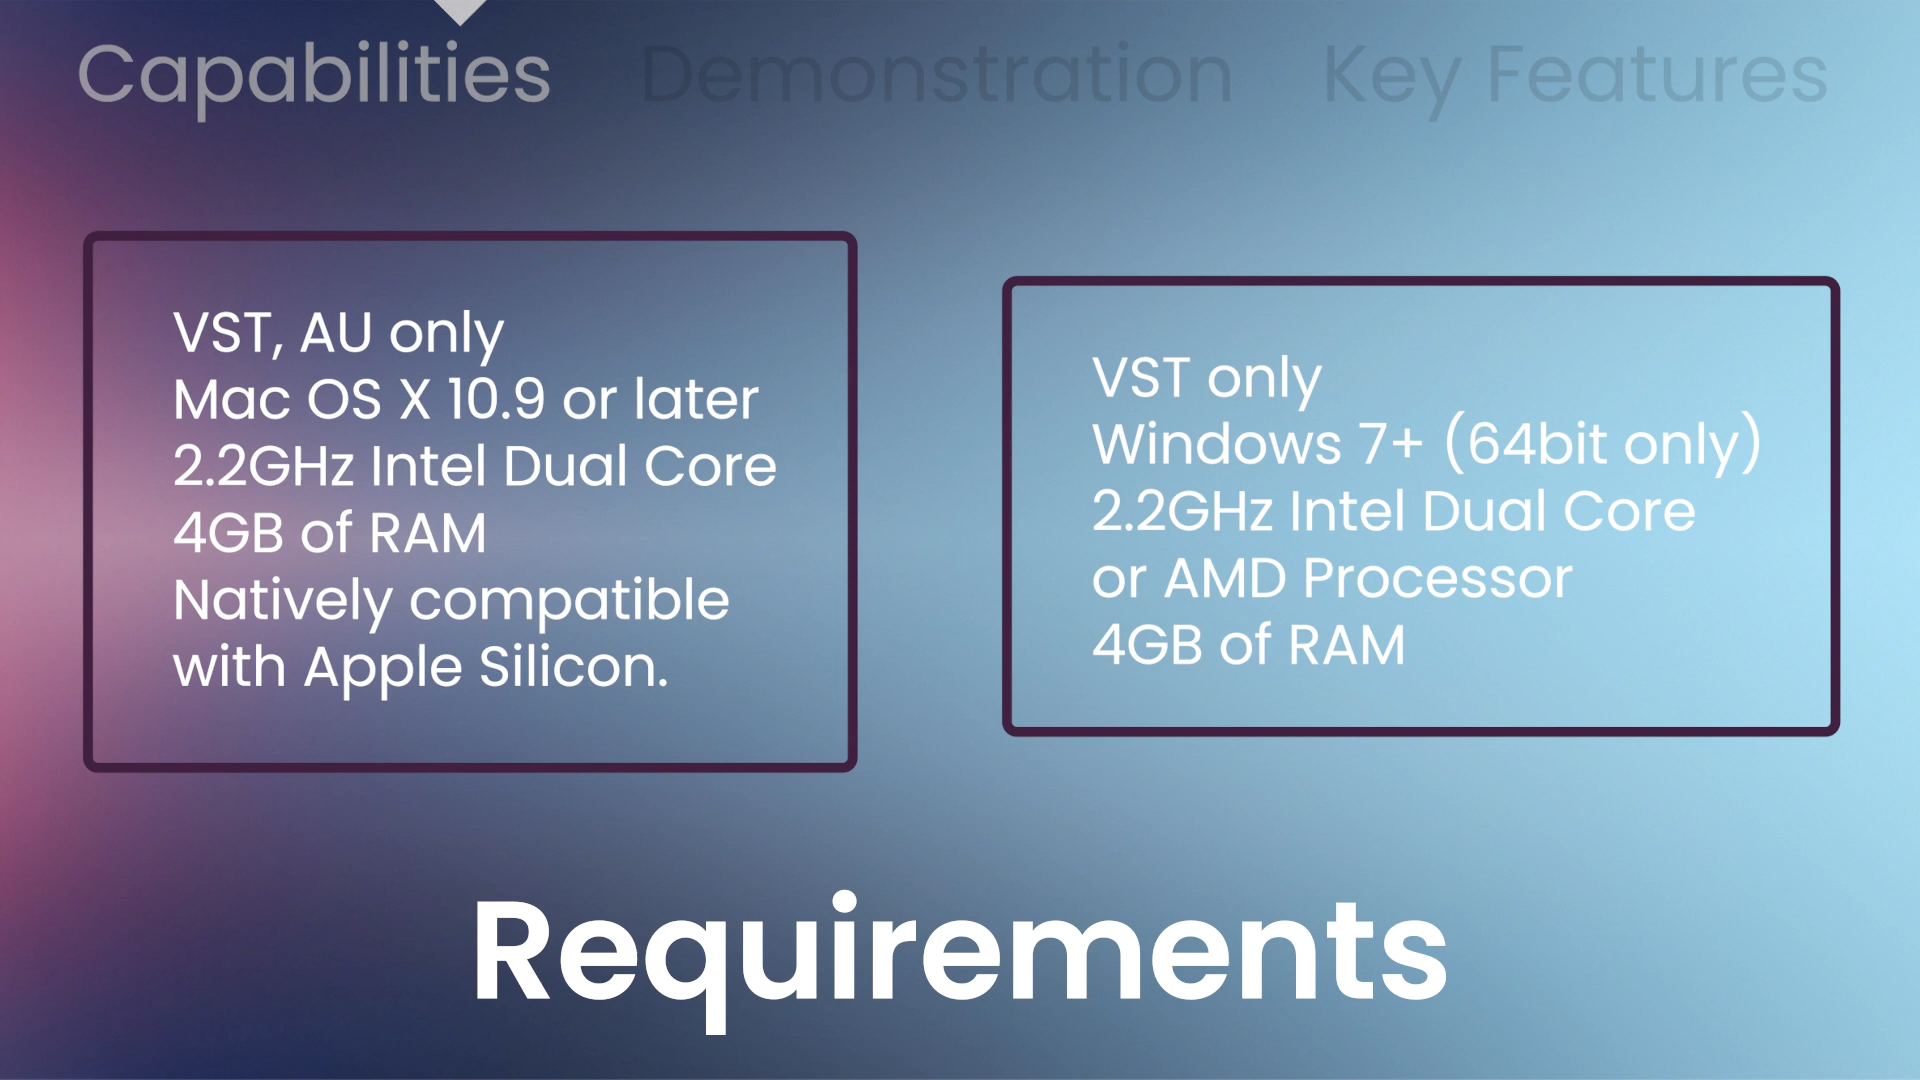 Capabilities Demonstration Key Features
VST, AU only
Mac OS X 10.9 or later
2.2GHz Intel Dual Core
4GB of RAM
Natively compatible
with Apple Silicon.
VST only
Windows 7+ (64bit only)
2.2GHz Intel Dual Core
or AMD Processor
4GB of RAM
Requirements